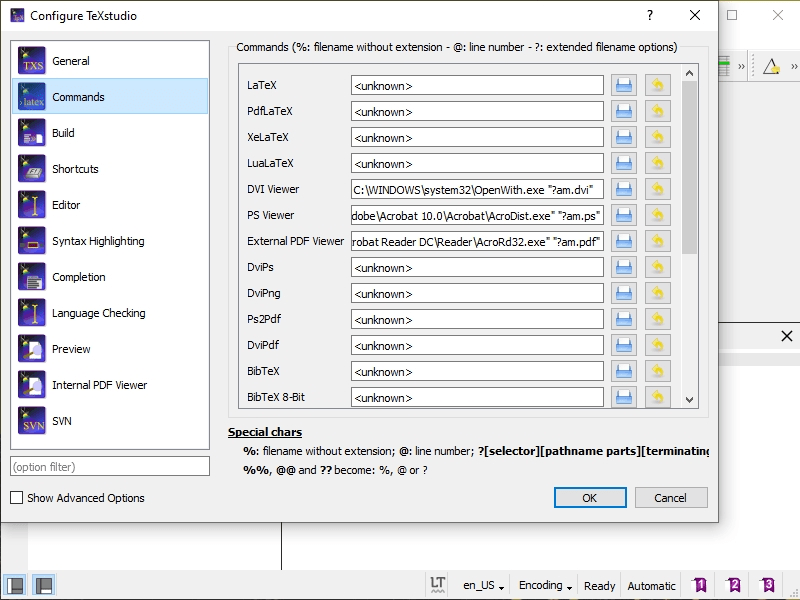 Configure TeXstudio
?
General
Commands
Build
Shortcuts
Editor
Syntax Highlighting
Completion
Language Checking
Preview
Internal PDF Viewer
SVN
(option filter)
Show Advanced Options
Commands (%: filename without extension - @: line number - ?: extended filename options)
LaTeX <unknown>
PdfLaTeX <unknown>
XeLaTeX <unknown>
LuaLaTeX <unknown>
DVI Viewer C:\WINDOWS\system32\OpenWith.exe "?am.dvi"
PS Viewer dobe\Acrobat 10.0\Acrobat\AcroDist.exe" "?am.ps"
External PDF Viewer robat Reader DC\Reader\AcroRd32.exe" "?am.pdf"
DviPs <unknown>
DviPng <unknown>
Ps2Pdf <unknown>
DviPdf <unknown>
BibTeX <unknown>
BibTeX 8-Bit <unknown>
Special chars
%: filename without extension; @: line number; ?[selector][pathname parts][terminating
%%, @@ and ?? become: %, @ or ?
OK Cancel
LT en_US Encoding Ready Automatic 1 2 3